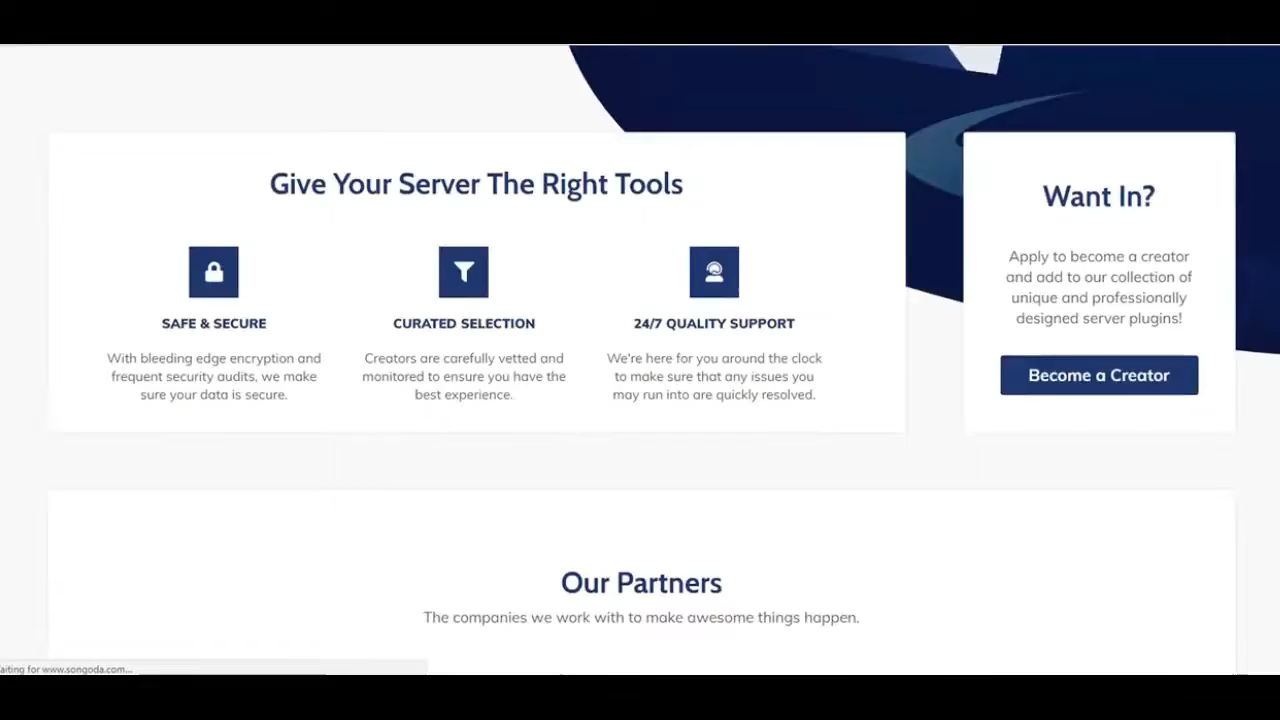 Give Your Server The Right Tools
SAFE & SECURE
With bleeding edge encryption and
frequent security audits, we make
sure your data is secure.
CURATED SELECTION
Creators are carefully vetted and
monitored to ensure you have the
best experience.
24/7 QUALITY SUPPORT
We're here for you around the clock
to make sure that any issues you
may run into are quickly resolved.
Want In?
Apply to become a creator
and add to our collection of
unique and professionally
designed server plugins!
Become a Creator
Our Partners
The companies we work with to make awesome things happen.
aiting for www.songoda.com...